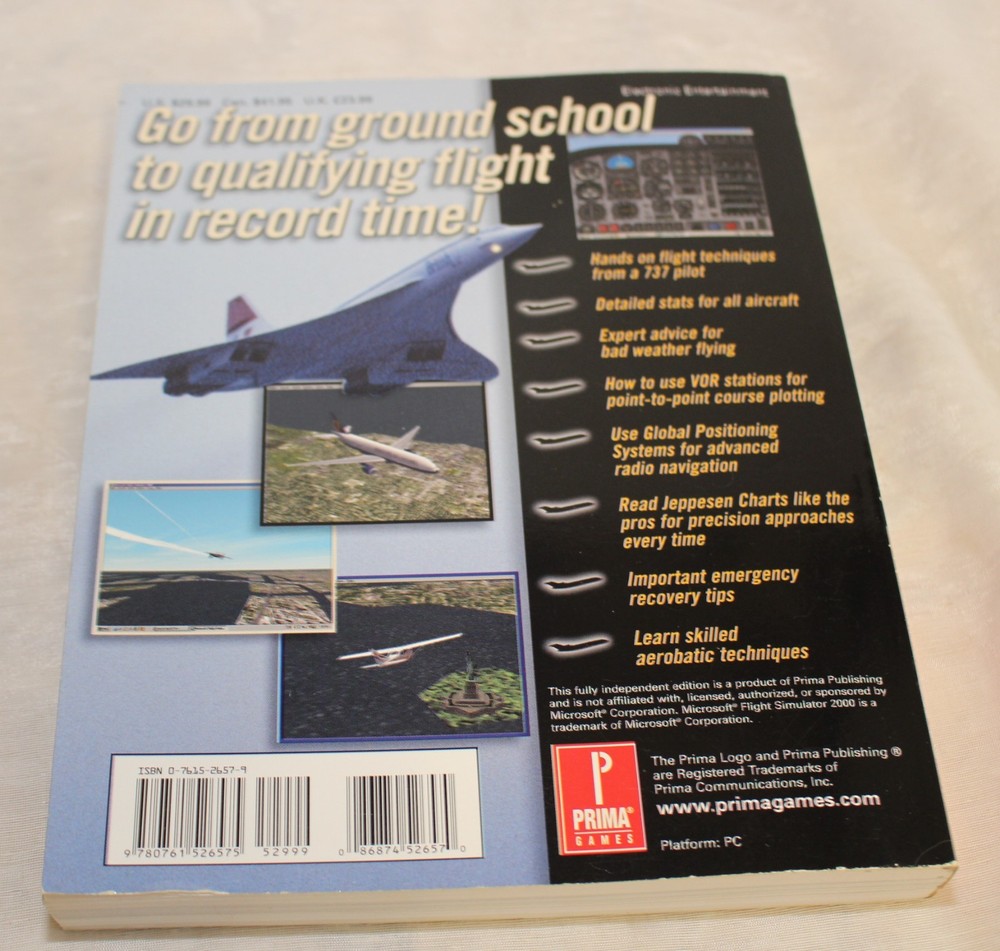 U.S. $29.99 Can. $41.95 U.K.
Electronic Entertainment
Go from ground school
to qualifying flight
in record time!
Hands on flight techniques
from a 737 pilot
Detailed stats for all aircraft
Expert advice for
bad weather flying
How to use VOR stations for
point-to-point course plotting
Use Global Positioning
Systems for advanced
radio navigation
Read Jeppesen Charts like the
pros for precision approaches
every time
Important emergency
recovery tips
Learn skilled
aerobatic techniques
This fully independent edition is a product of Prima Publishing
and is not affiliated with, licensed, authorized, or sponsored by
Microsoft® Corporation. Microsoft® Flight Simulator 2000 is a
trademark of Microsoft® Corporation.
PRIMA®
GAMES
The Prima Logo and Prima Publishing ®
are Registered Trademarks of
Prima Communications, Inc.
www.primagames.com
Platform: PC
ISBN 0-7615-2657-9
9 780761 526575 52999
0 86874 52657 0